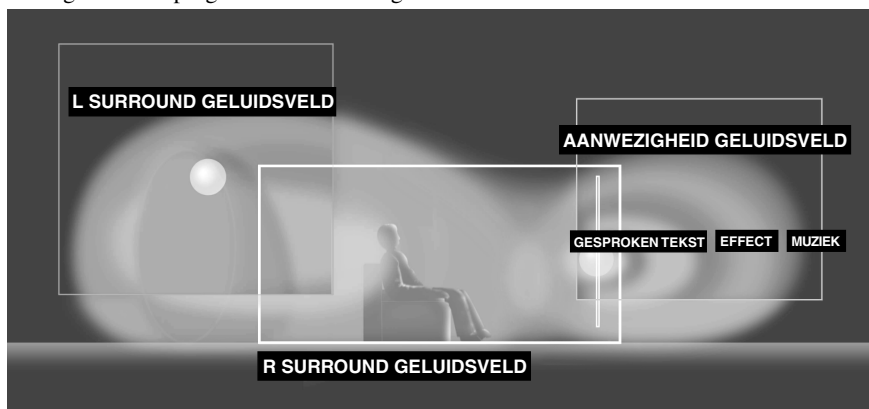 L SURROUND GELUIDSVELD
AANWEZIGHEID GELUIDSVELD
GESPROKEN TEKST EFFECT MUZIEK
R SURROUND GELUIDSVELD